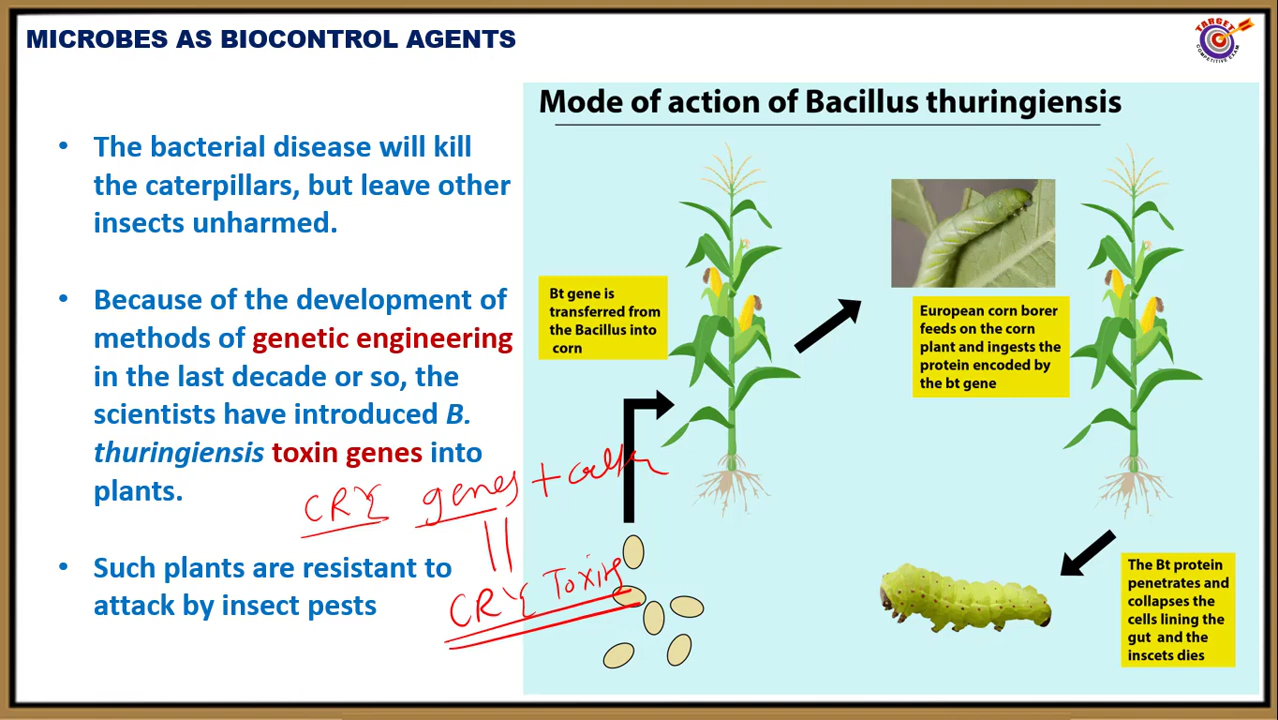 MICROBES AS BIOCONTROL AGENTS
TARGET
COMPETITIVE EXAM
• The bacterial disease will kill
the caterpillars, but leave other
insects unharmed.
• Because of the development of
methods of genetic engineering
in the last decade or so, the
scientists have introduced B.
thuringiensis toxin genes into
plants.
CRY genes +
CRY Toxins
• Such plants are resistant to
attack by insect pests
Mode of action of Bacillus thuringiensis
Bt gene is
transferred from
the Bacillus into
corn
European corn borer
feeds on the corn
plant and ingests the
protein encoded by
the bt gene
The Bt protein
penetrates and
collapses the
cells lining the
gut and the
inscets dies